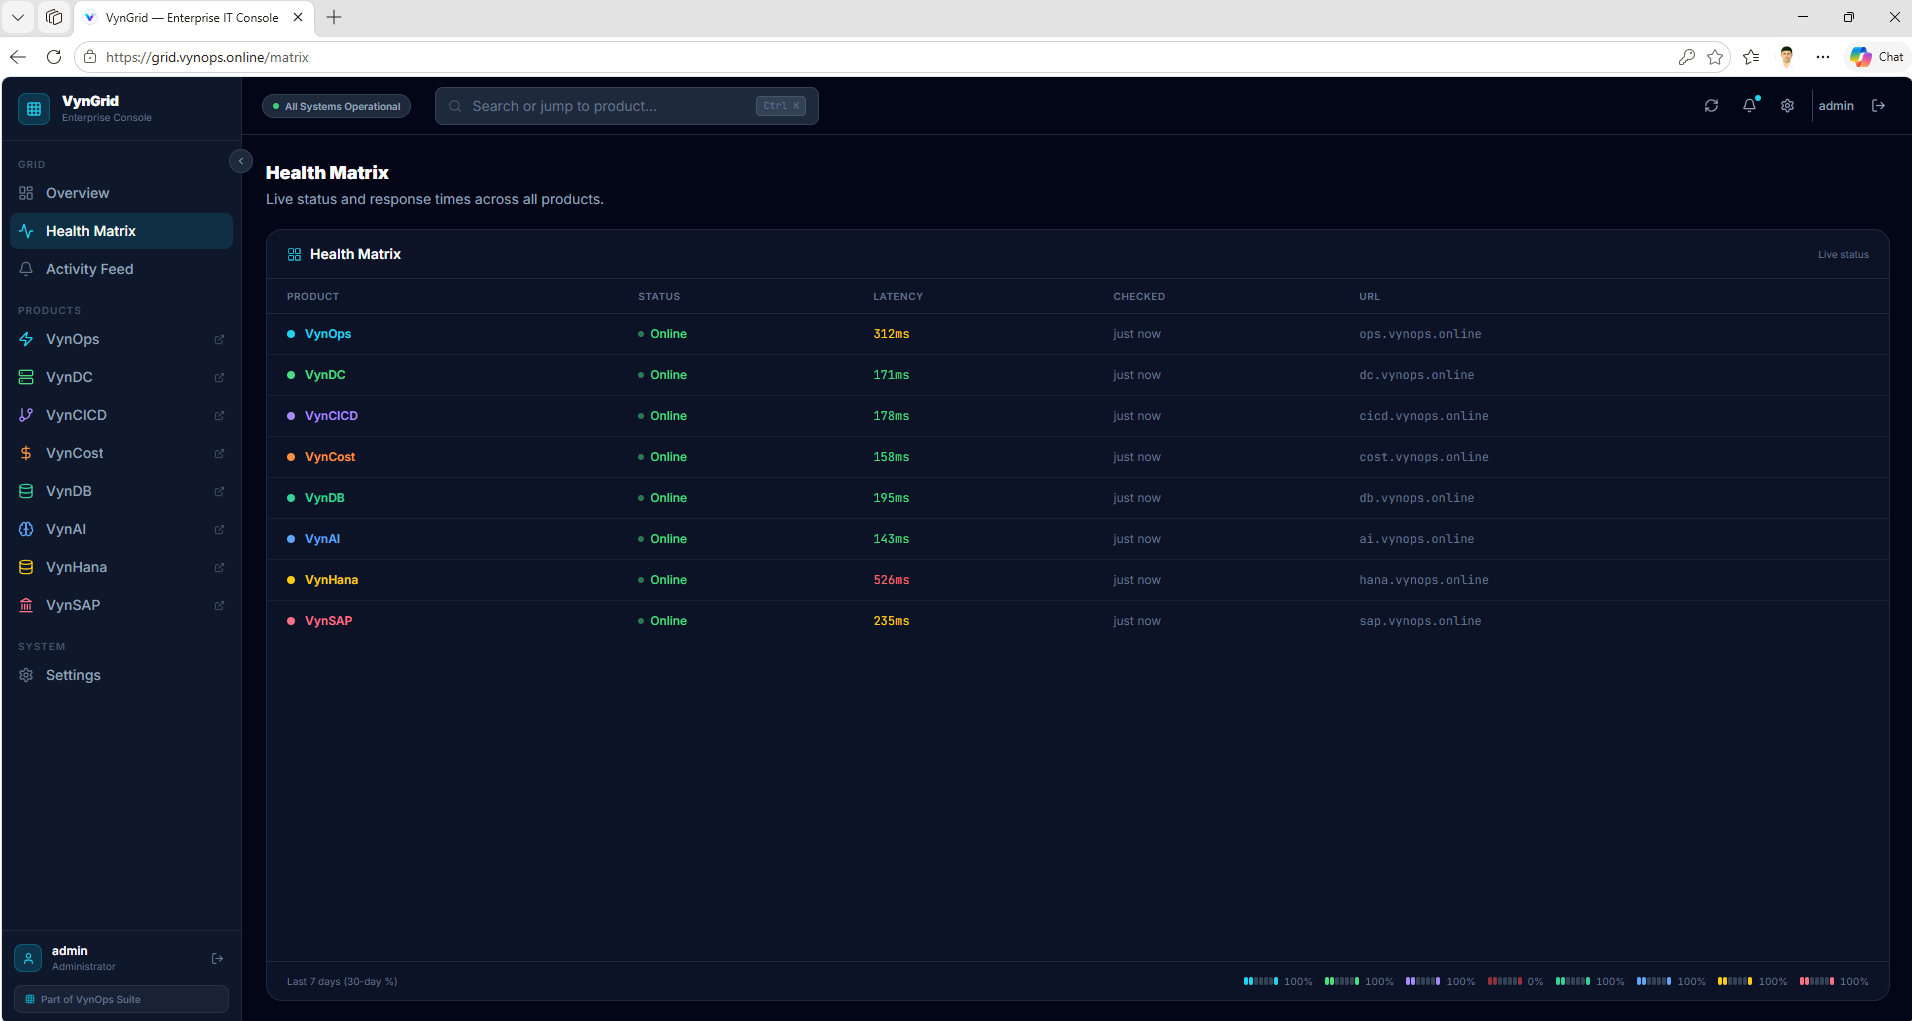 VynGrid — Enterprise IT Console
https://grid.vynops.online/matrix
Chat
VynGrid
Enterprise Console
All Systems Operational
Search or jump to product...
Ctrl K
admin
GRID
Overview
Health Matrix
Activity Feed
PRODUCTS
VynOps
VynDC
VynCICD
VynCost
VynDB
VynAI
VynHana
VynSAP
SYSTEM
Settings
admin
Administrator
Part of VynOps Suite
Health Matrix
Live status and response times across all products.
Health Matrix
Live status
PRODUCT STATUS LATENCY CHECKED URL
VynOps Online 312ms just now ops.vynops.online
VynDC Online 171ms just now dc.vynops.online
VynCICD Online 178ms just now cicd.vynops.online
VynCost Online 158ms just now cost.vynops.online
VynDB Online 195ms just now db.vynops.online
VynAI Online 143ms just now ai.vynops.online
VynHana Online 526ms just now hana.vynops.online
VynSAP Online 235ms just now sap.vynops.online
Last 7 days (30-day %) 100% 100% 100% 0% 100% 100% 100% 100%